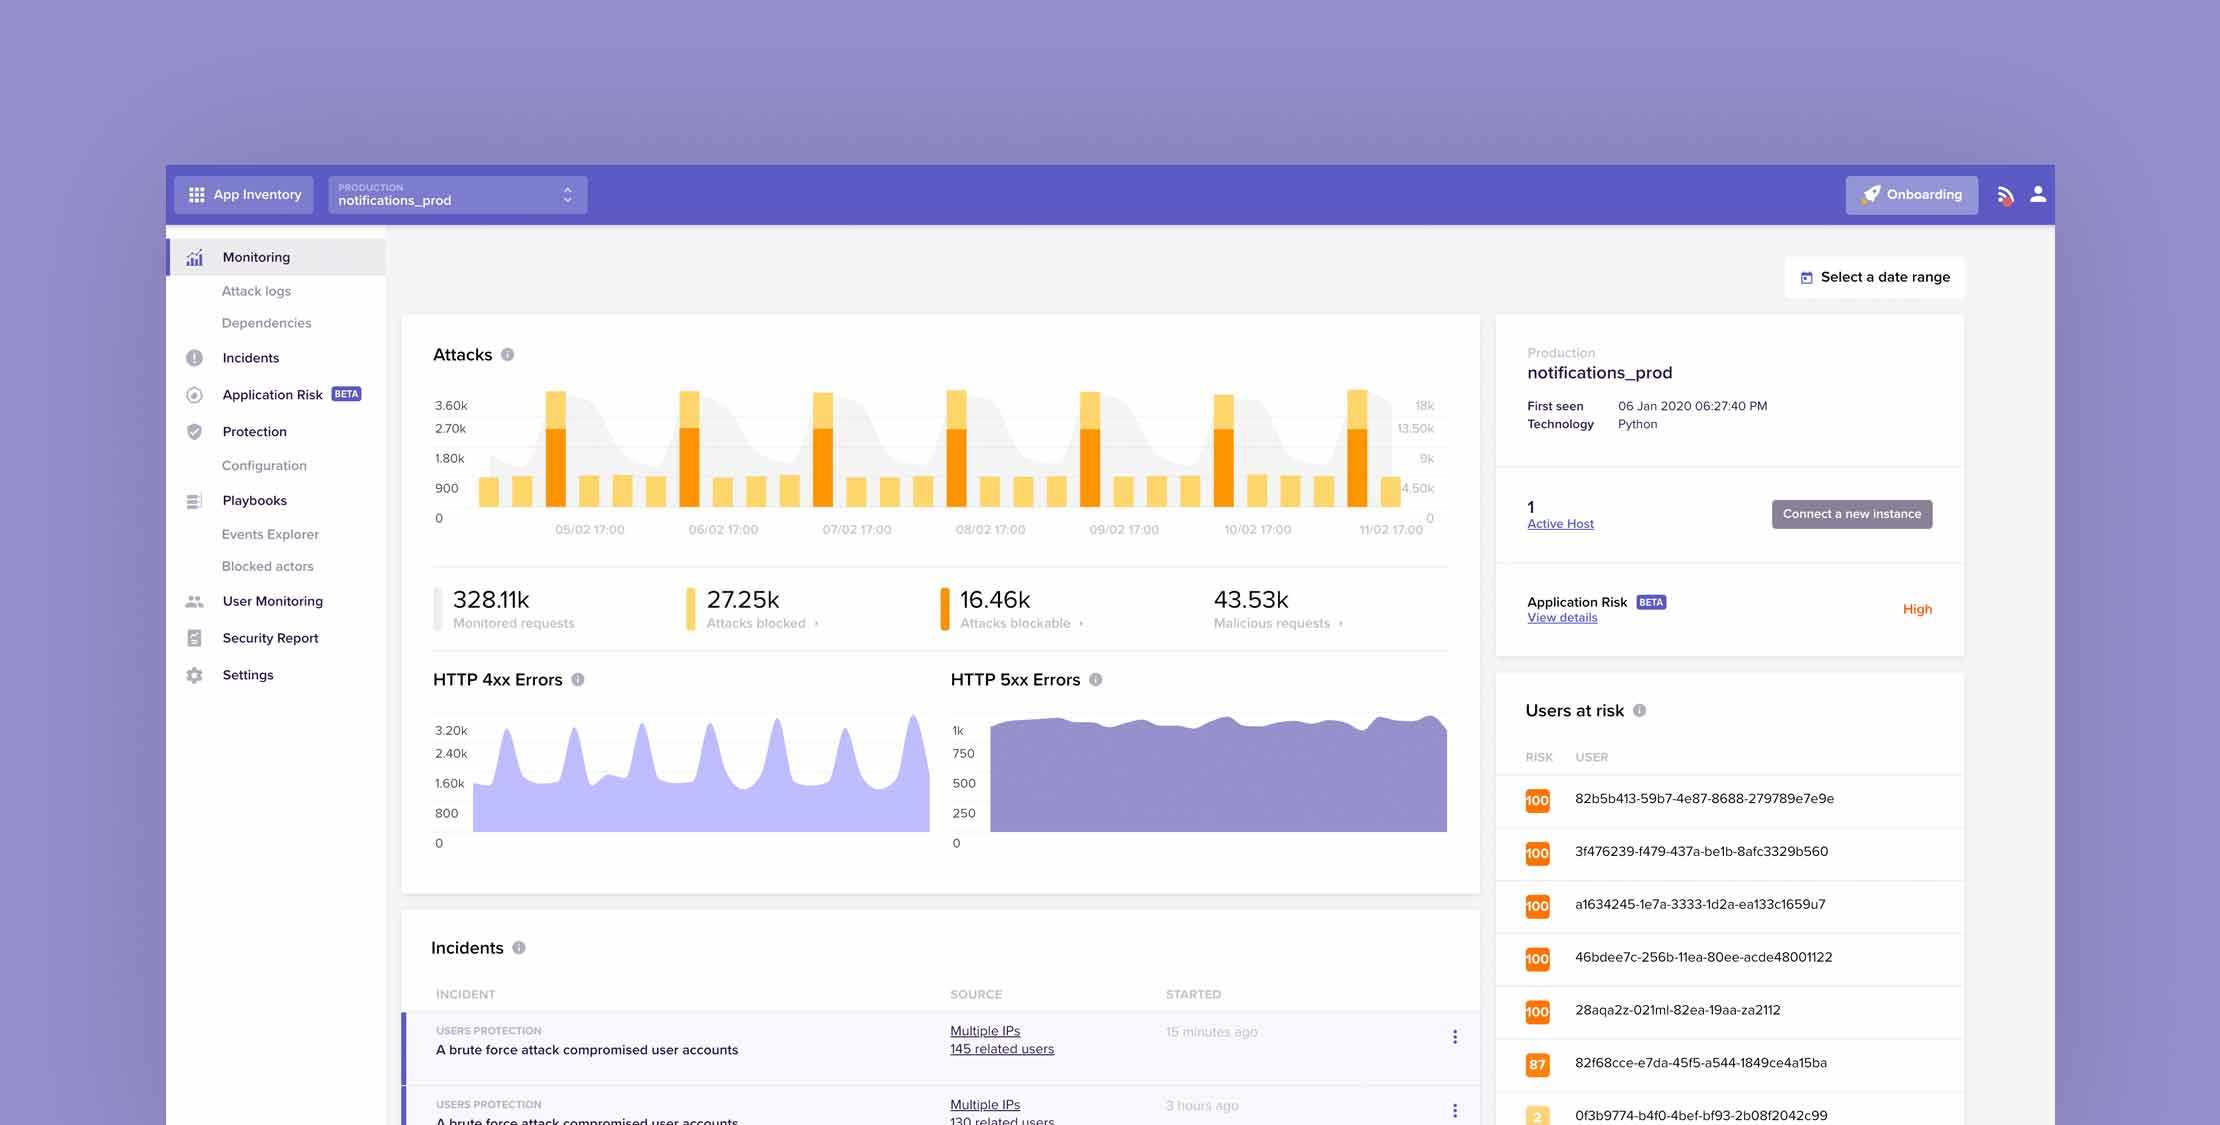 App Inventory
PRODUCTION
notifications_prod
Onboarding
Monitoring
Attack logs
Dependencies
Incidents
Application Risk BETA
Protection
Configuration
Playbooks
Events Explorer
Blocked actors
User Monitoring
Security Report
Settings
Select a date range
Attacks
3.60k
2.70k
1.80k
900
0
18k
13.50k
9k
4.50k
0
05/02 17:00 06/02 17:00 07/02 17:00 08/02 17:00 09/02 17:00 10/02 17:00 11/02 17:00
328.11k
Monitored requests
27.25k
Attacks blocked
16.46k
Attacks blockable
43.53k
Malicious requests
HTTP 4xx Errors
3.20k
2.40k
1.60k
800
0
HTTP 5xx Errors
1k
750
500
250
0
Incidents
INCIDENT SOURCE STARTED
USERS PROTECTION
A brute force attack compromised user accounts
Multiple IPs
145 related users
15 minutes ago
USERS PROTECTION
A brute force attack compromised user accounts
Multiple IPs
130 related users
3 hours ago
Production
notifications_prod
First seen 06 Jan 2020 06:27:40 PM
Technology Python
1
Active Host
Connect a new instance
Application Risk BETA
View details
High
Users at risk
RISK USER
100 82b5b413-59b7-4e87-8688-279789e7e9e
100 3f476239-f479-437a-be1b-8afc3329b560
100 a1634245-1e7a-3333-1d2a-ea133c1659u7
100 46bdee7c-256b-11ea-80ee-acde48001122
100 28aqa2z-021ml-82ea-19aa-za2112
87 82f68cce-e7da-45f5-a544-1849ce4a15ba
2 0f3b9774-b4f0-4bef-bf93-2b08f2042c99